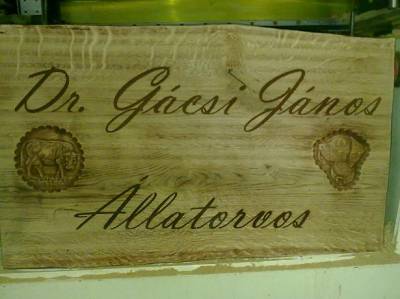 Dr. Gácsi János
Állatorvos